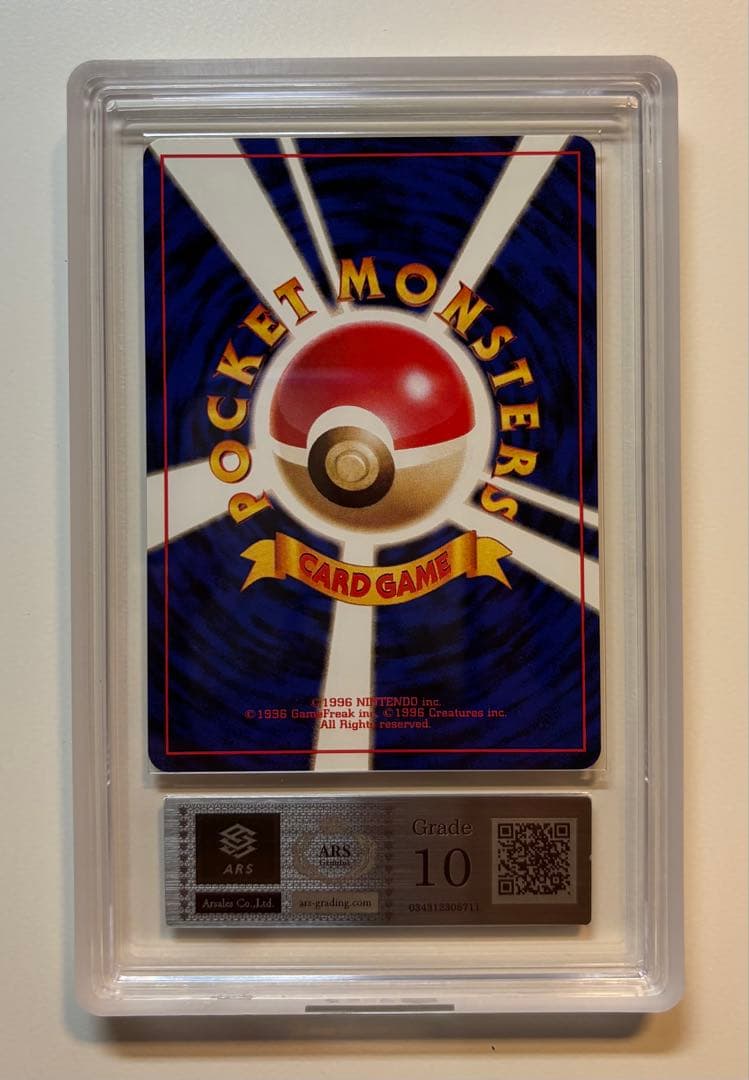 POCKET MONSTERS
CARD GAME
©1996 NINTENDO inc.
©1996 GameFreak inc. ©1996 Creatures inc.
All Rights reserved.
ARS
Arsales Co.,Ltd.
ARS
Grading
ars-grading.com
Grade
10